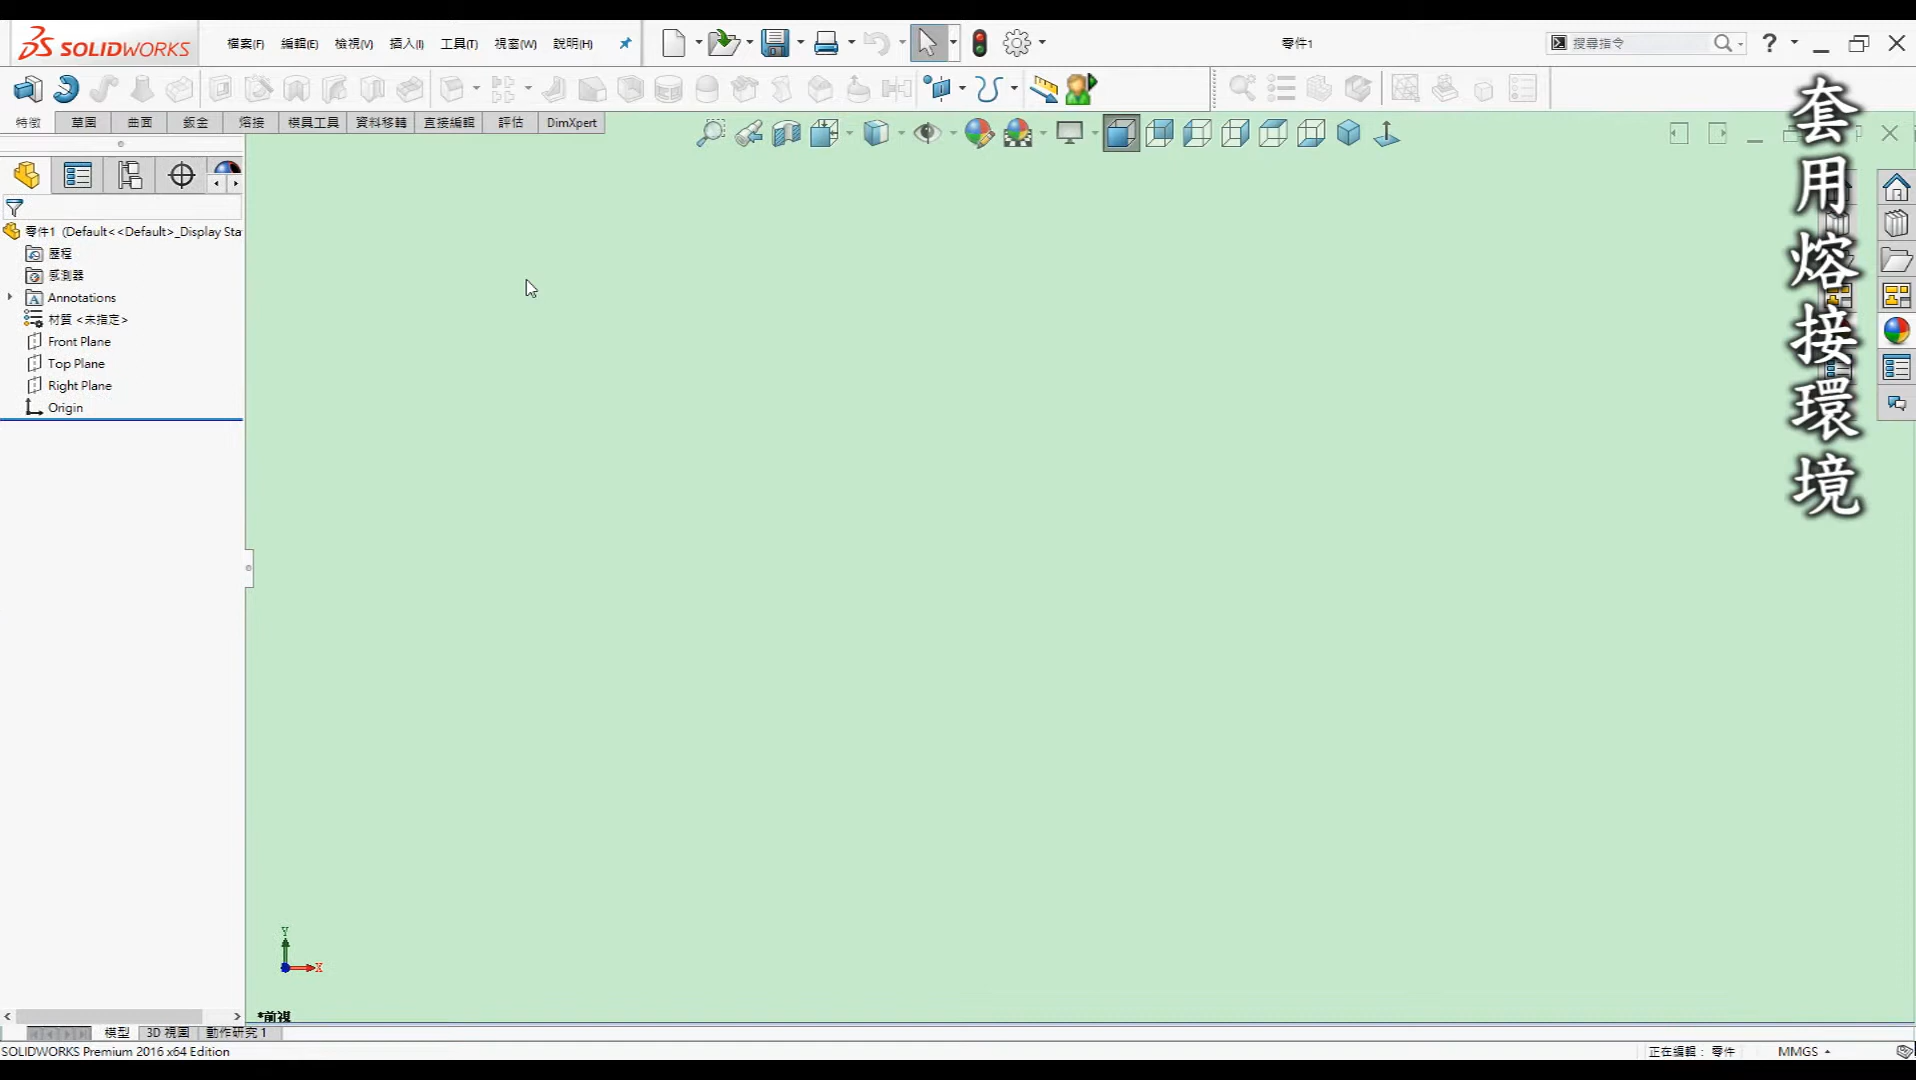 SOLIDWORKS
檔案(F) 編輯(E) 檢視(V) 插入(I) 工具(T) 視窗(W) 說明(H)
零件1
搜尋指令
特徵 草圖 曲面 鈑金 熔接 模具工具 資料移轉 直接編輯 評估 DimXpert
零件1 (Default<<Default>_Display Sta
歷程
感測器
Annotations
材質 <未指定>
Front Plane
Top Plane
Right Plane
Origin
套用熔接環境
Y
X
*前視
模型 3D 視圖 動作研究 1
SOLIDWORKS Premium 2016 x64 Edition
正在編輯：零件
MMGS